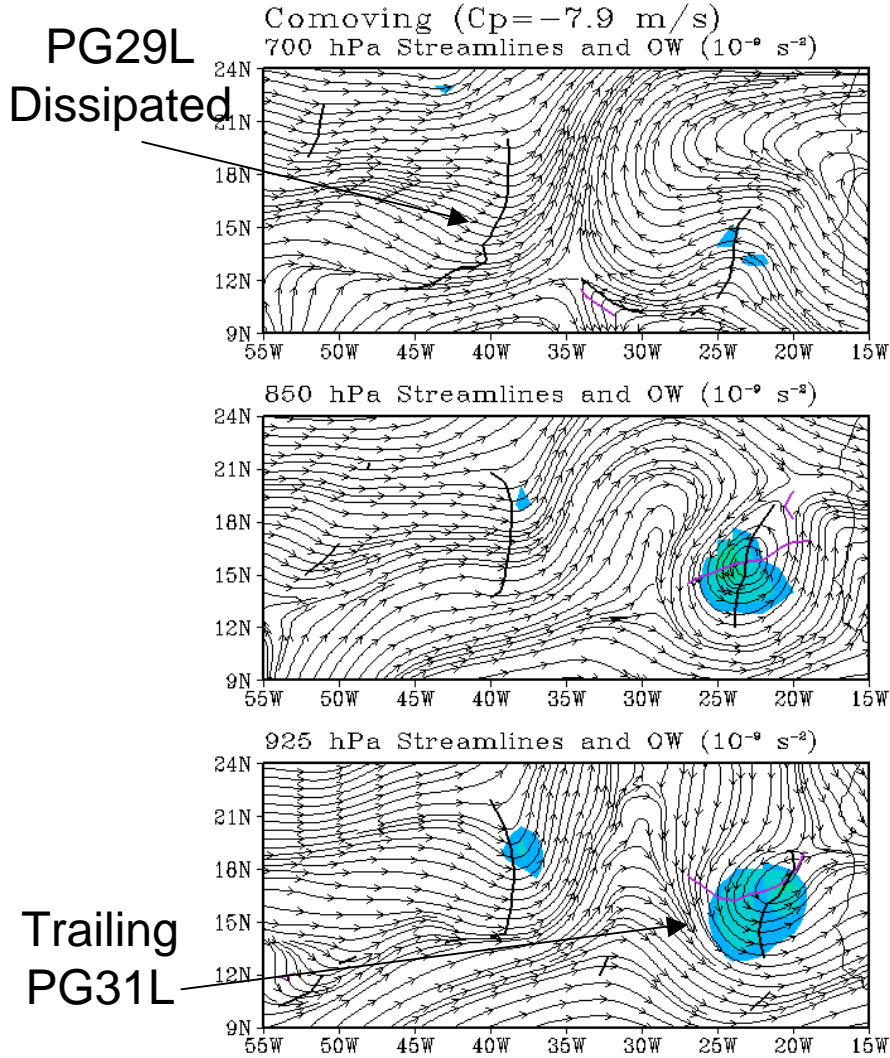 Comoving (Cp=−7.9 m/s)
700 hPa Streamlines and OW (10⁻⁹ s⁻²)
PG29L
Dissipated
24N
21N
18N
15N
12N
9N
55W 50W 45W 40W 35W 30W 25W 20W 15W
850 hPa Streamlines and OW (10⁻⁹ s⁻²)
24N
21N
18N
15N
12N
9N
55W 50W 45W 40W 35W 30W 25W 20W 15W
925 hPa Streamlines and OW (10⁻⁹ s⁻²)
24N
21N
18N
15N
12N
9N
55W 50W 45W 40W 35W 30W 25W 20W 15W
Trailing
PG31L